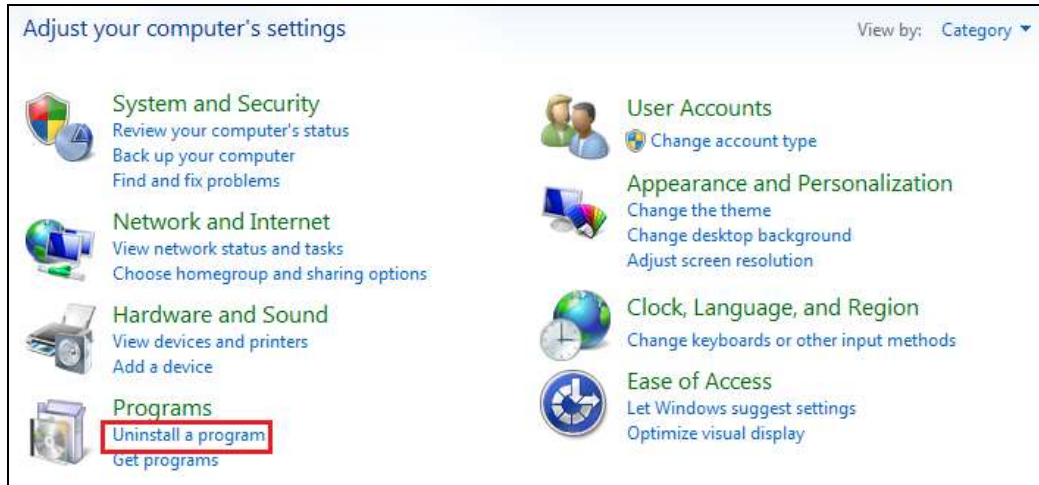 Adjust your computer's settings
View by: Category
System and Security
Review your computer's status
Back up your computer
Find and fix problems
Network and Internet
View network status and tasks
Choose homegroup and sharing options
Hardware and Sound
View devices and printers
Add a device
Programs
Uninstall a program
Get programs
User Accounts
Change account type
Appearance and Personalization
Change the theme
Change desktop background
Adjust screen resolution
Clock, Language, and Region
Change keyboards or other input methods
Ease of Access
Let Windows suggest settings
Optimize visual display